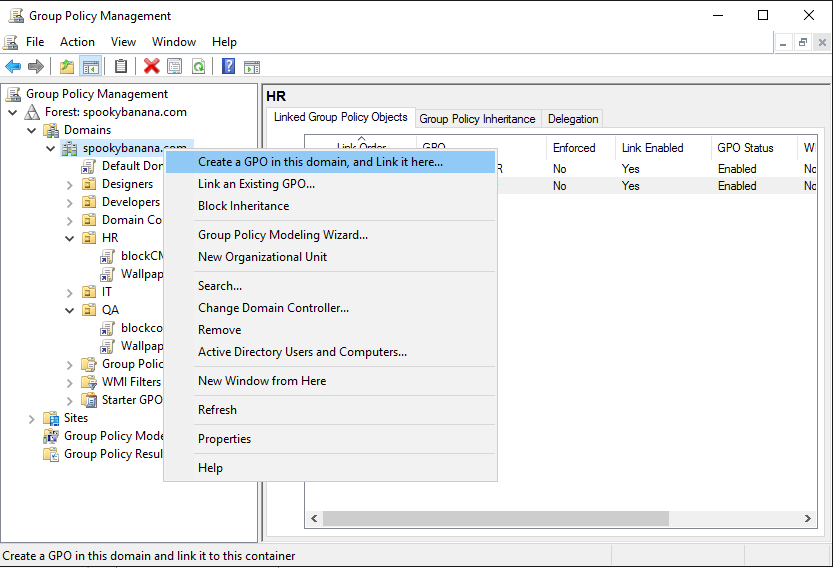 Group Policy Management
File Action View Window Help
Group Policy Management
Forest: spookybanana.com
Domains
spookybanana.com
Default Don
Designers
Developers
Domain Co
HR
blockCM
Wallpap
IT
QA
blockco
Wallpap
Group Polic
WMI Filters
Starter GPO
Sites
Group Policy Mode
Group Policy Resul
HR
Linked Group Policy Objects Group Policy Inheritance Delegation
Link Order GPO Enforced Link Enabled GPO Status WI
R No Yes Enabled No
No Yes Enabled No
Create a GPO in this domain, and Link it here...
Link an Existing GPO...
Block Inheritance
Group Policy Modeling Wizard...
New Organizational Unit
Search...
Change Domain Controller...
Remove
Active Directory Users and Computers...
New Window from Here
Refresh
Properties
Help
Create a GPO in this domain and link it to this container